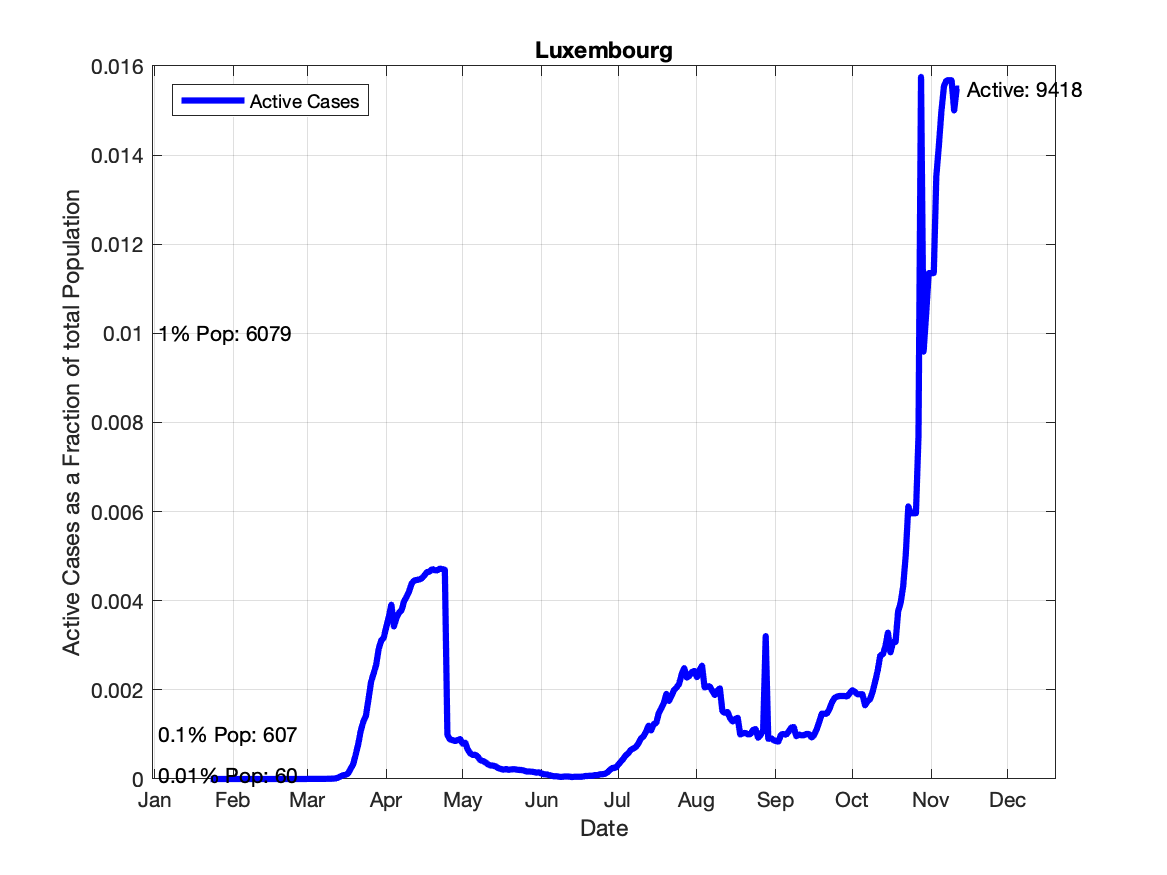 Luxembourg
Active Cases
Active: 9418
0.016
0.014
0.012
0.01
0.008
0.006
0.004
0.002
0
1% Pop: 6079
0.1% Pop: 607
0.01% Pop: 60
Active Cases as a Fraction of total Population
Jan Feb Mar Apr May Jun Jul Aug Sep Oct Nov Dec
Date